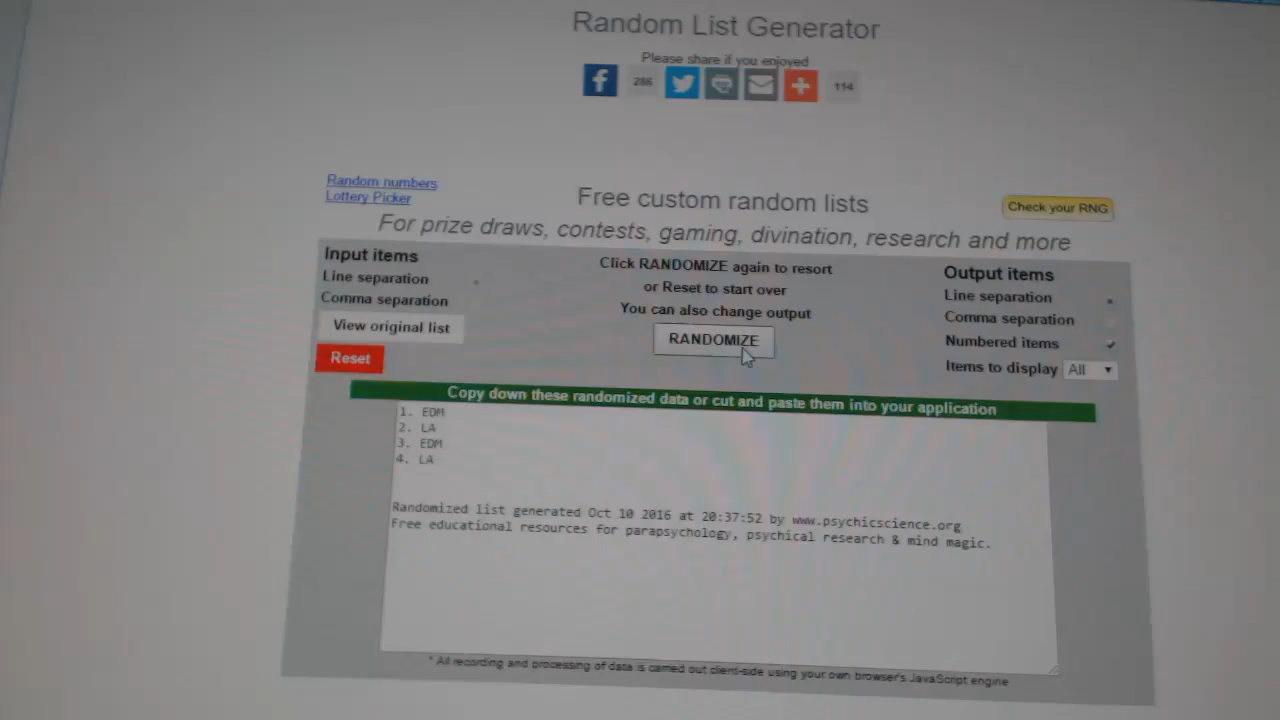 Random List Generator
Please share if you enjoyed
286
114
Random numbers
Lottery Picker
Free custom random lists
Check your RNG
For prize draws, contests, gaming, divination, research and more
Input items
Line separation
Comma separation
View original list
Reset
Click RANDOMIZE again to resort
or Reset to start over
You can also change output
RANDOMIZE
Output items
Line separation
Comma separation
Numbered items
Items to display All
Copy down these randomized data or cut and paste them into your application
1. EDM
2. LA
3. EDM
4. LA
Randomized list generated Oct 10 2016 at 20:37:52 by www.psychicscience.org
Free educational resources for parapsychology, psychical research & mind magic.
* All recording and processing of data is carried out client-side using your own browser's JavaScript engine